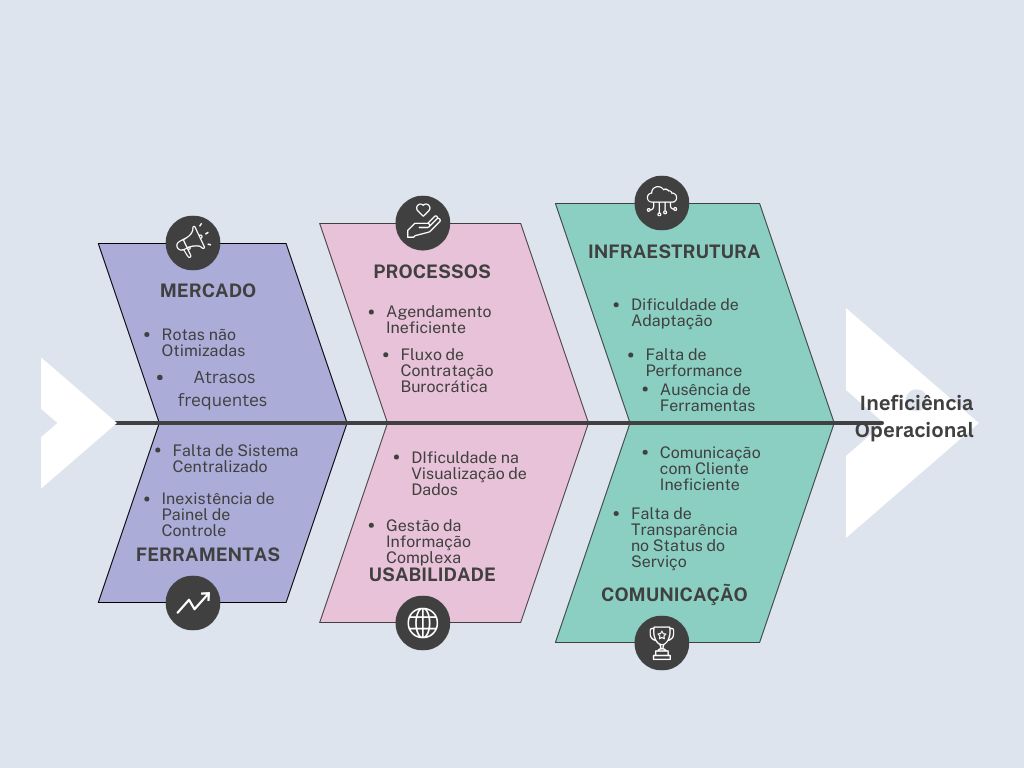 MERCADO
Rotas não
Otimizadas
Atrasos
frequentes
PROCESSOS
Agendamento
Ineficiente
Fluxo de
Contratação
Burocrática
INFRAESTRUTURA
Dificuldade de
Adaptação
Falta de
Performance
Ausência de
Ferramentas
Ineficiência
Operacional
Falta de Sistema
Centralizado
Inexistência de
Painel de
Controle
FERRAMENTAS
DIficuldade na
Visualização de
Dados
Gestão da
Informação
Complexa
USABILIDADE
Comunicação
com Cliente
Ineficiente
Falta de
Transparência
no Status do
Serviço
COMUNICAÇÃO